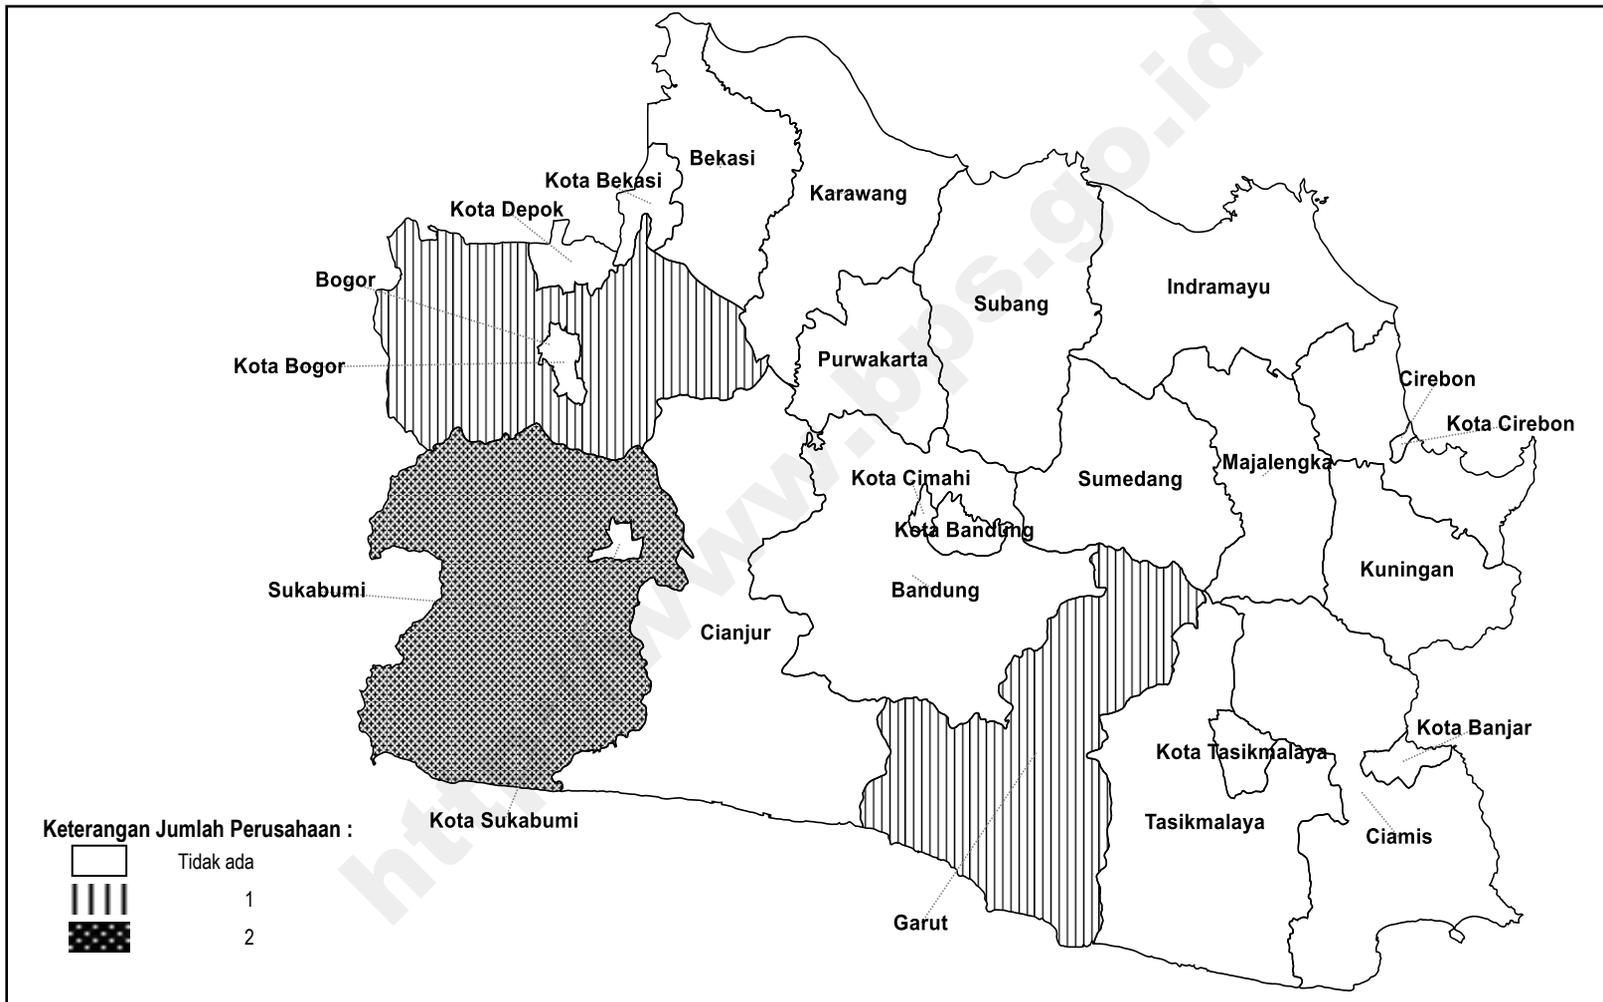 Bekasi
Kota Bekasi
Karawang
Kota Depok
Bogor
Indramayu
Subang
Purwakarta
Kota Bogor
Cirebon
Kota Cirebon
Majalengka
Kota Cimahi
Sumedang
Kota Bandung
Kuningan
Sukabumi
Bandung
Cianjur
Kota Banjar
Kota Tasikmalaya
Kota Sukabumi
Tasikmalaya
Ciamis
Garut
Keterangan Jumlah Perusahaan :
Tidak ada
1
2
http://www.bps.go.id